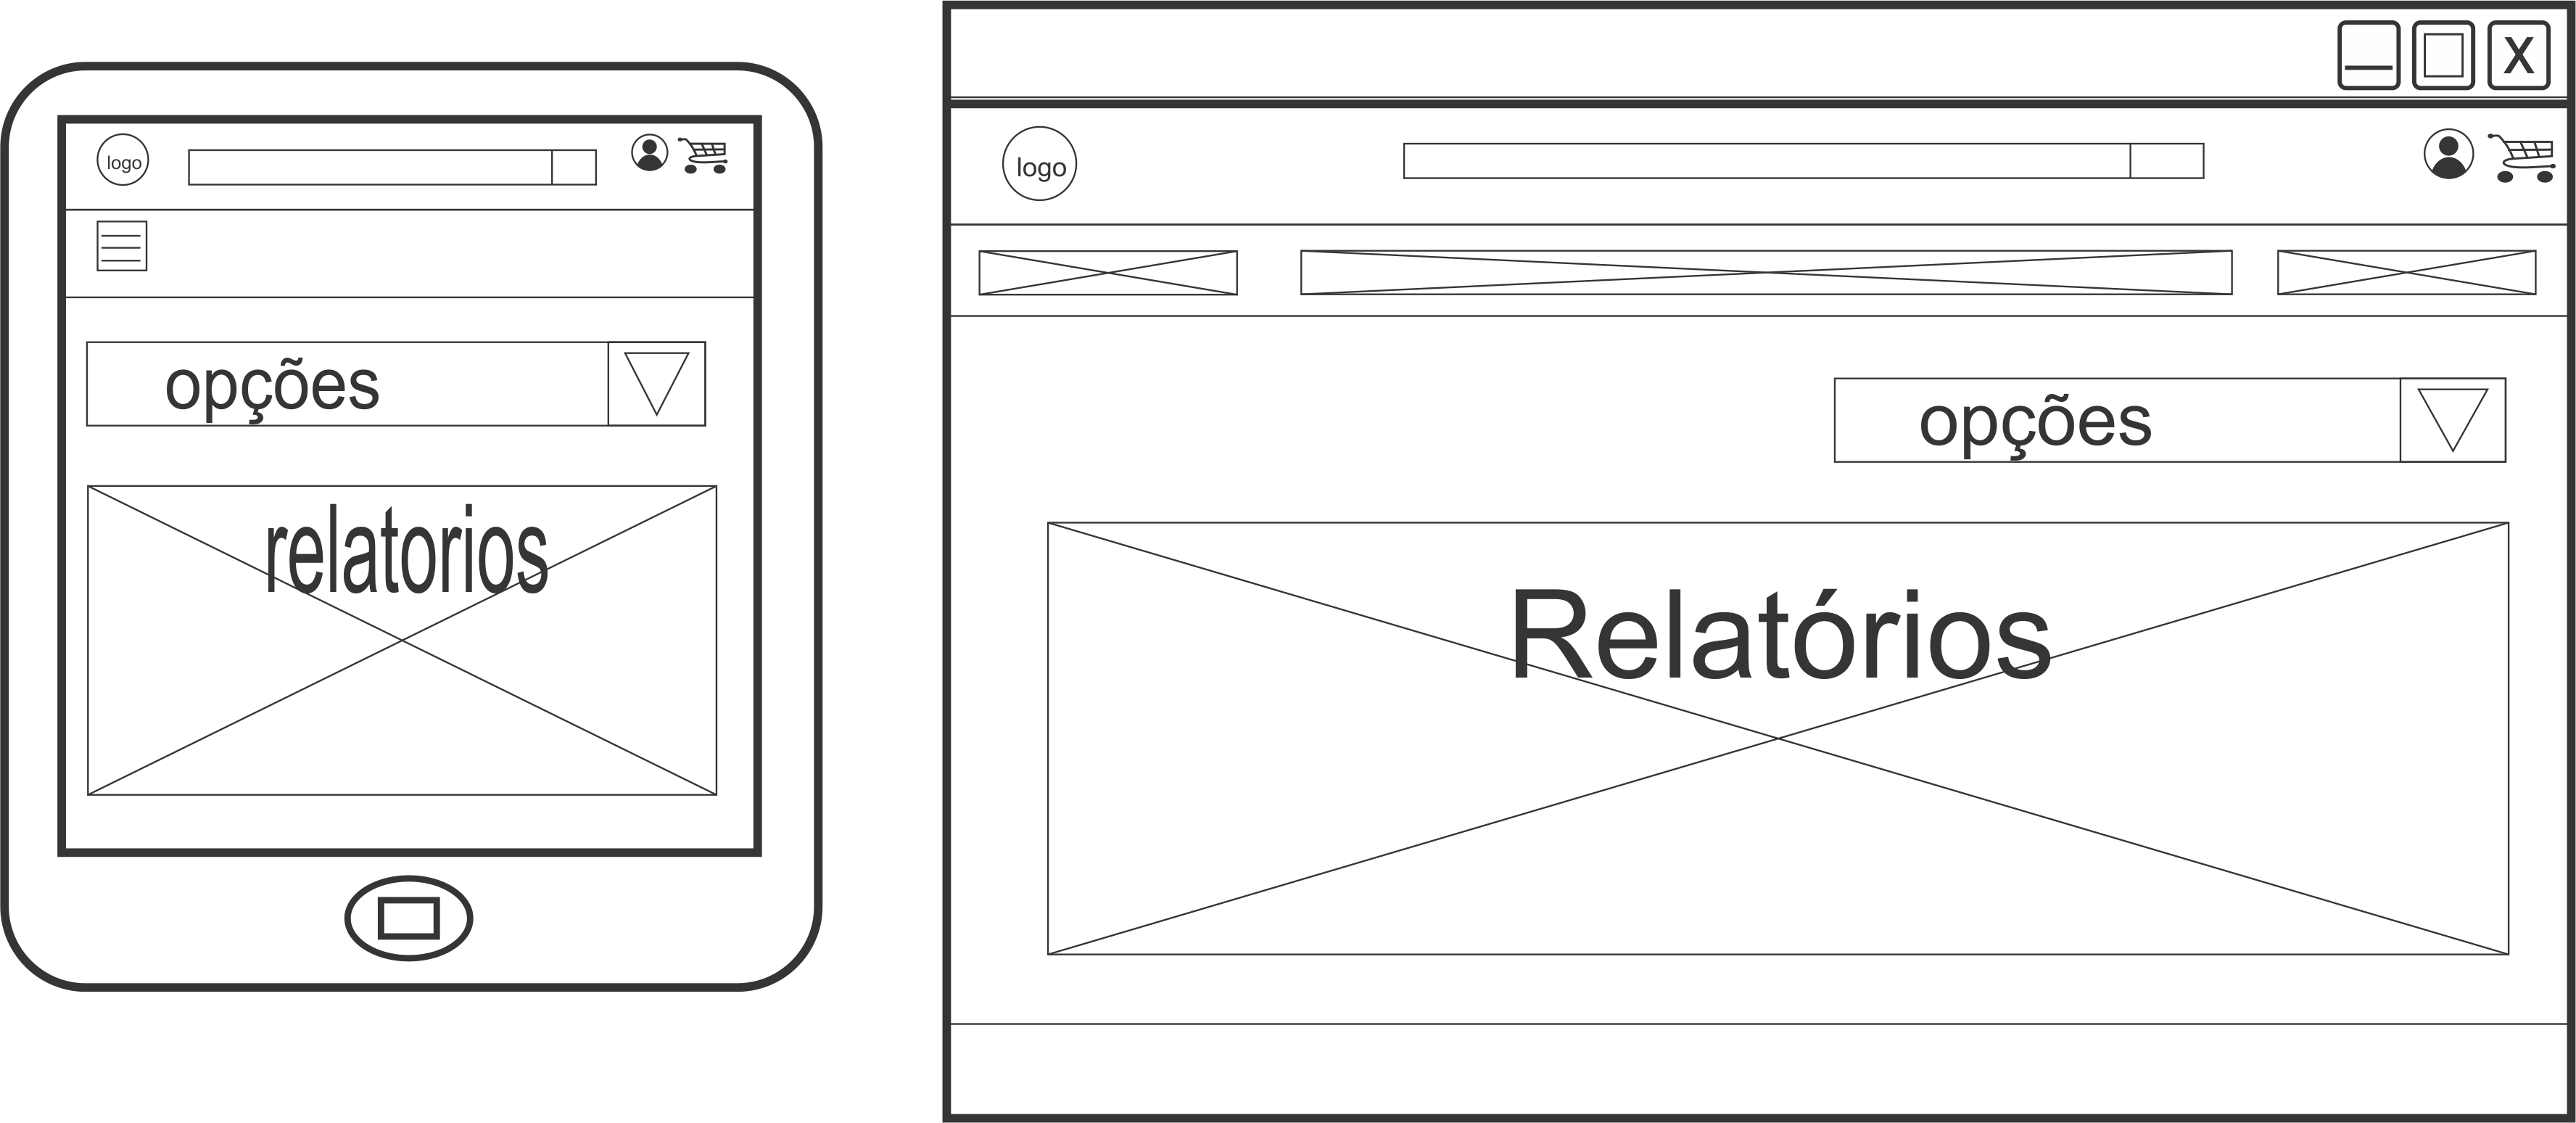 logo
opções
relatorios
X
logo
opções
Relatórios